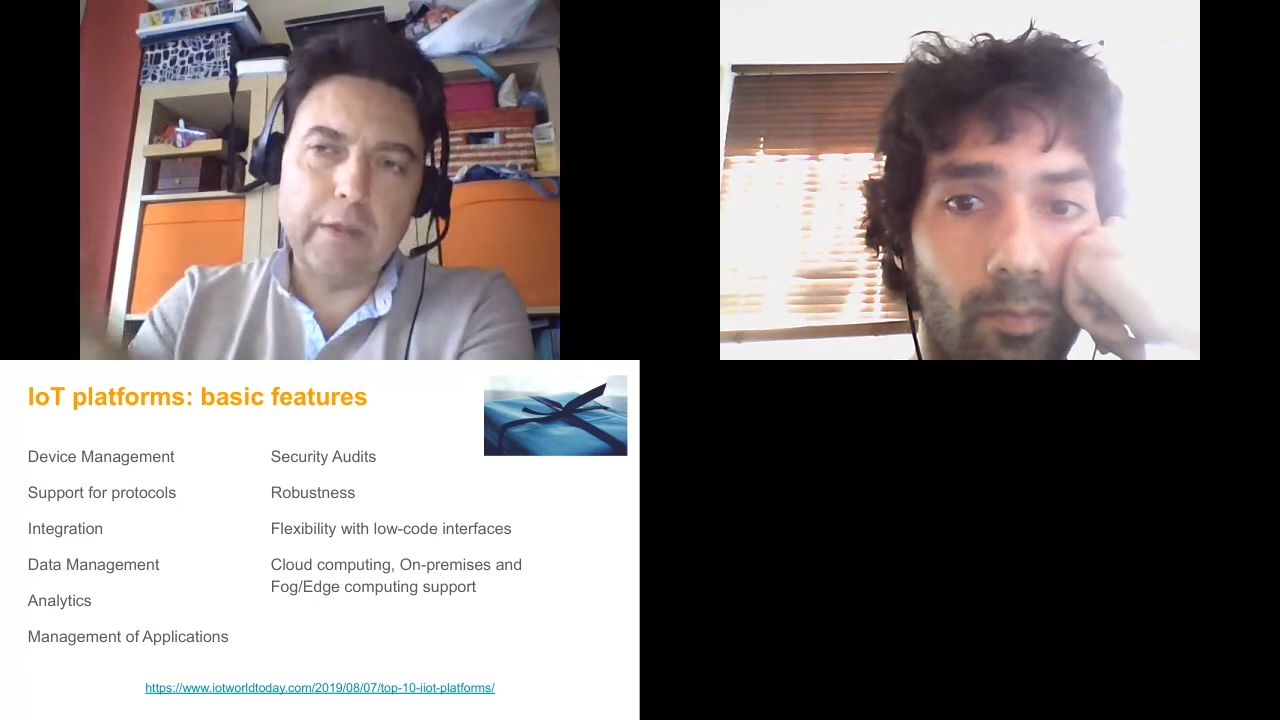 IoT platforms: basic features
Device Management
Support for protocols
Integration
Data Management
Analytics
Management of Applications
Security Audits
Robustness
Flexibility with low-code interfaces
Cloud computing, On-premises and
Fog/Edge computing support
https://www.iotworldtoday.com/2019/08/07/top-10-iiot-platforms/